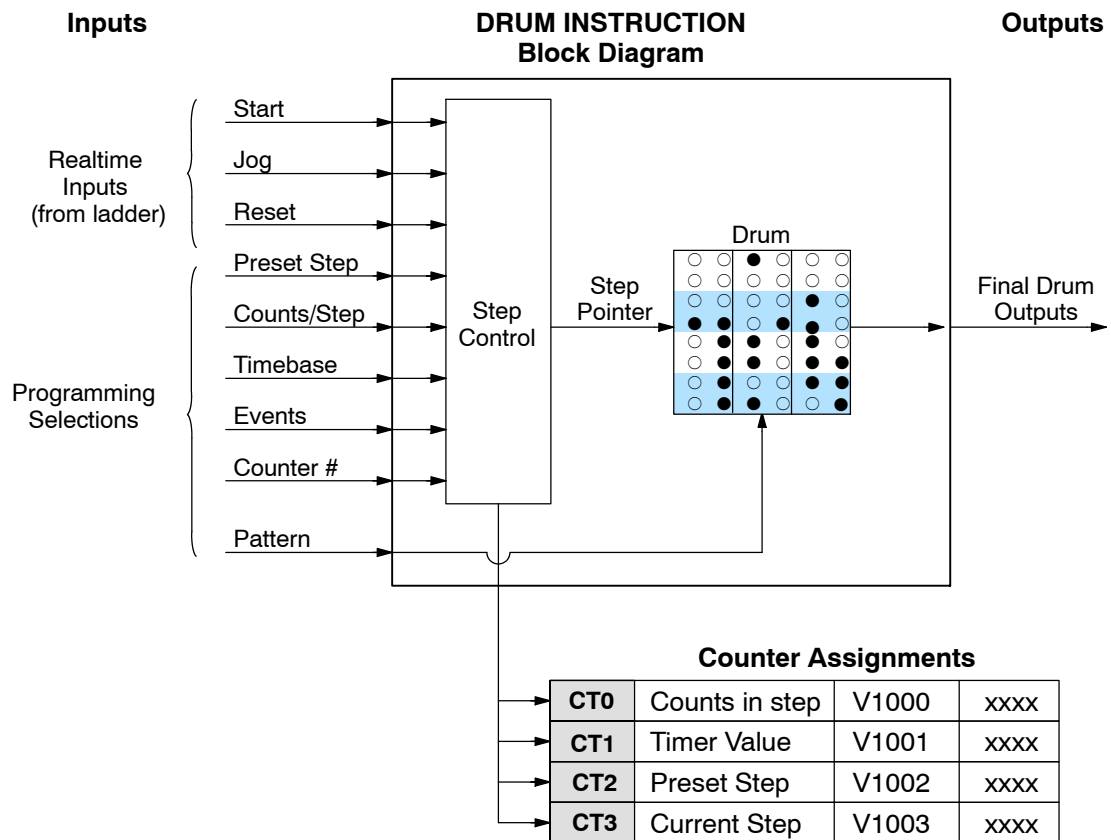 Inputs
DRUM INSTRUCTION
Block Diagram
Outputs
Realtime
Inputs
(from ladder)
Start
Jog
Reset
Programming
Selections
Preset Step
Counts/Step
Timebase
Events
Counter #
Pattern
Step
Control
Step
Pointer
Drum
Final Drum
Outputs
Counter Assignments
CT0 Counts in step V1000 xxxx
CT1 Timer Value V1001 xxxx
CT2 Preset Step V1002 xxxx
CT3 Current Step V1003 xxxx